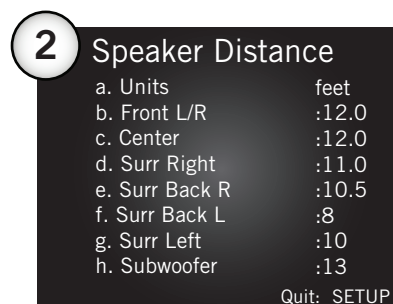 2
Speaker Distance
a. Units feet
b. Front L/R :12.0
c. Center :12.0
d. Surr Right :11.0
e. Surr Back R :10.5
f. Surr Back L :8
g. Surr Left :10
h. Subwoofer :13
Quit: SETUP